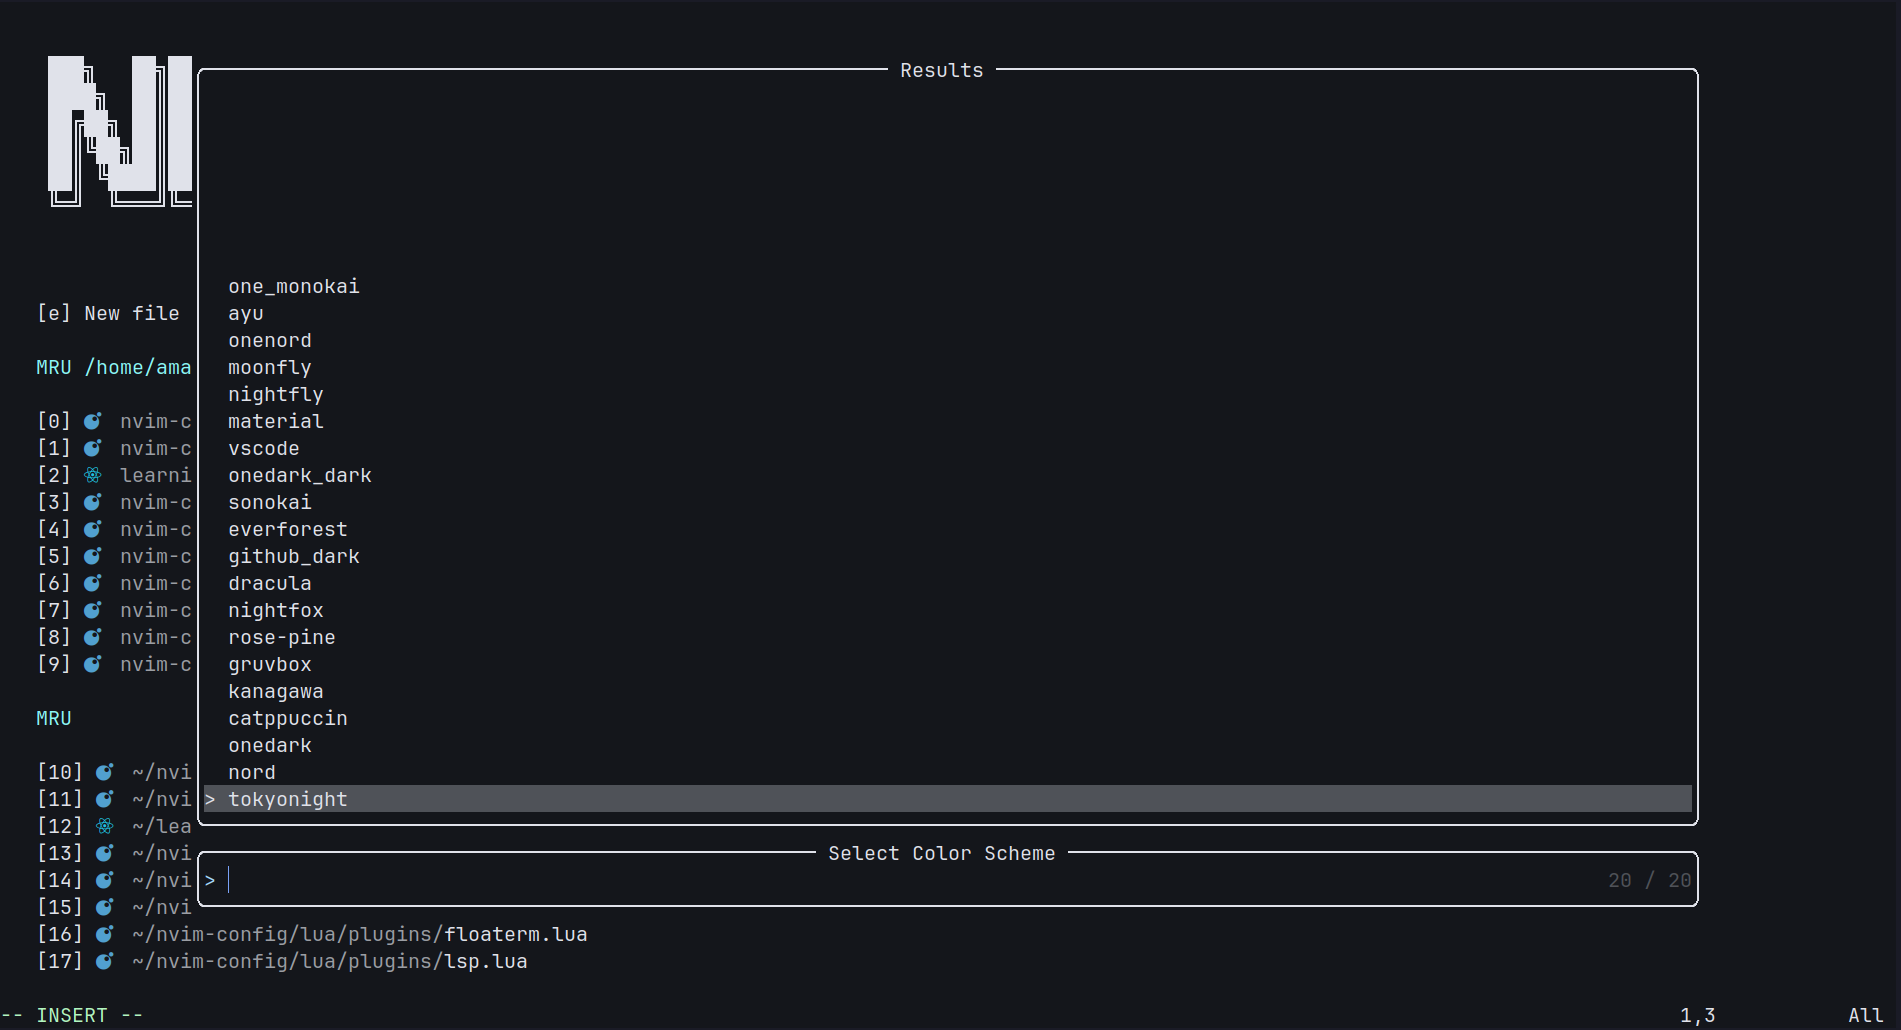 Results
one_monokai
[e] New file
ayu
onenord
MRU /home/ama
moonfly
nightfly
[0] nvim-c
material
[1] nvim-c
vscode
[2] learni
onedark_dark
[3] nvim-c
sonokai
[4] nvim-c
everforest
[5] nvim-c
github_dark
[6] nvim-c
dracula
[7] nvim-c
nightfox
[8] nvim-c
rose-pine
[9] nvim-c
gruvbox
kanagawa
MRU
catppuccin
onedark
[10] ~/nvi
nord
[11] ~/nvi
> tokyonight
[12] ~/lea
[13] ~/nvi
Select Color Scheme
[14] ~/nvi
> 20 / 20
[15] ~/nvi
[16] ~/nvim-config/lua/plugins/floaterm.lua
[17] ~/nvim-config/lua/plugins/lsp.lua
-- INSERT -- 1,3 All